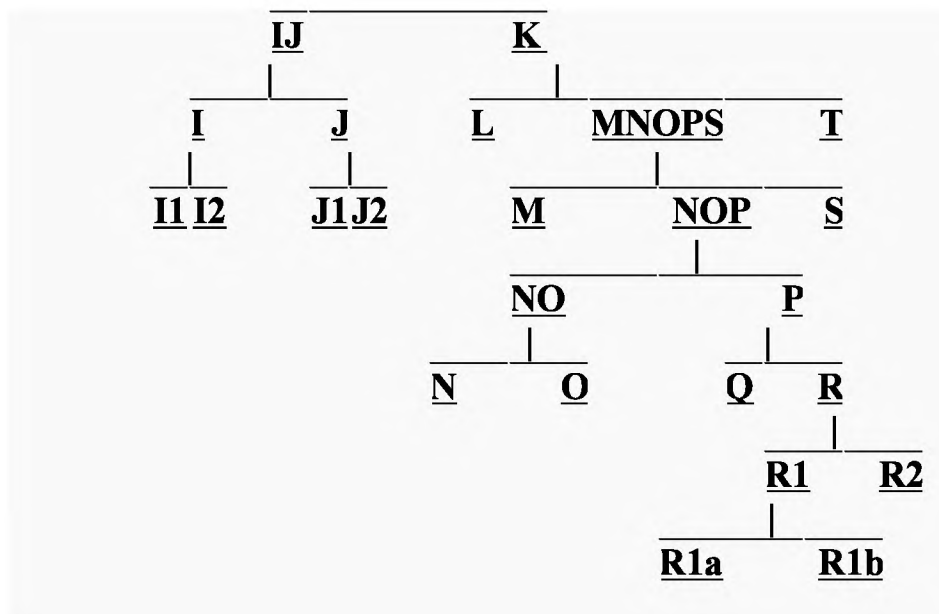 IJ K
I J L MNOPS T
I1 I2 J1 J2 M NOP S
NO P
N O Q R
R1 R2
R1a R1b